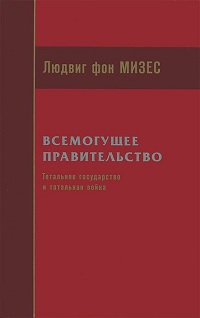 Людвиг фон МИЗЕС
ВСЕМОГУЩЕЕ
ПРАВИТЕЛЬСТВО
Тотальное государство
и тотальная война